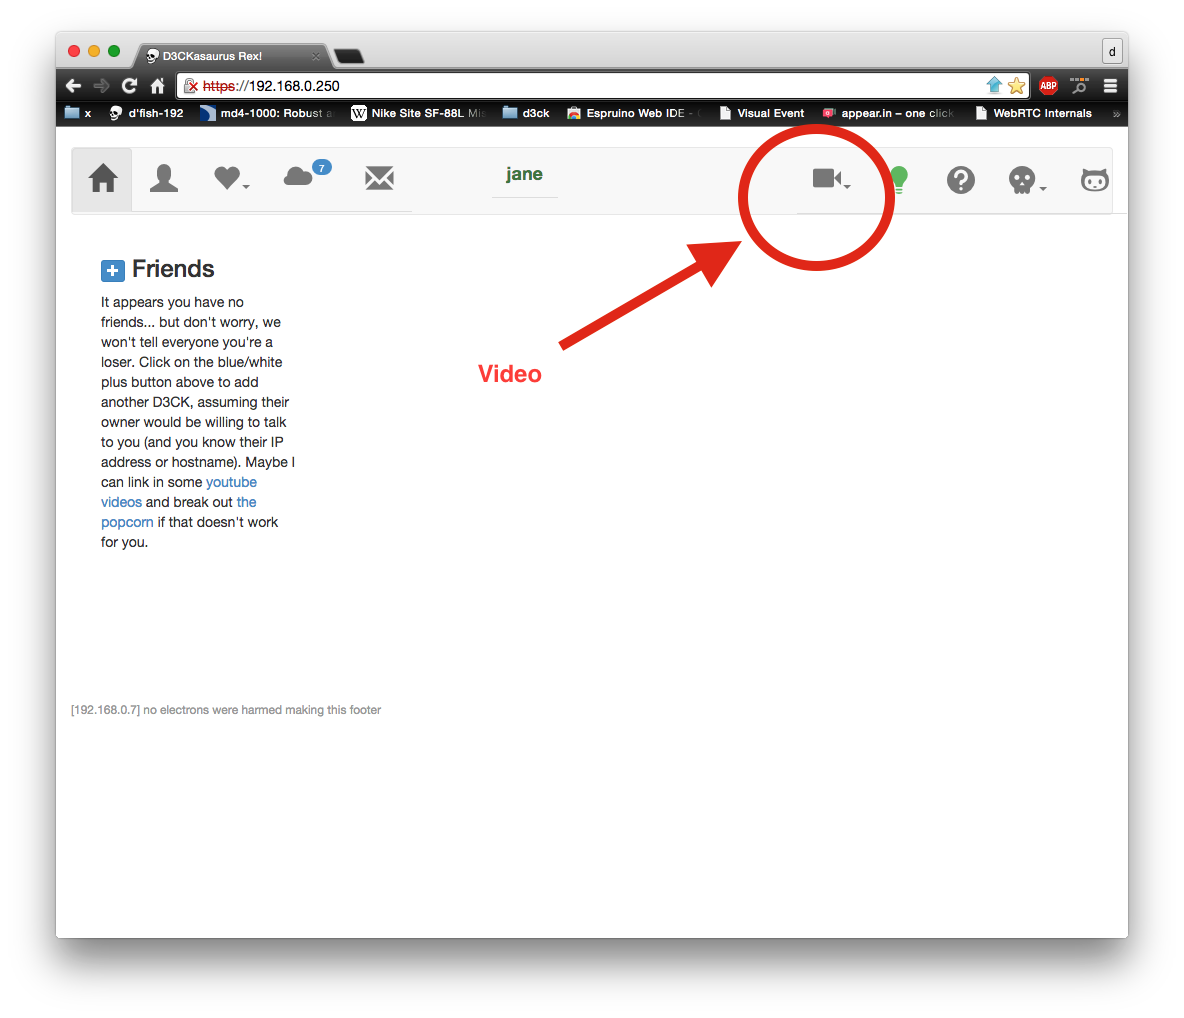 D3CKasaurus Rex!
d
https://192.168.0.250
ABP
x d'fish-192 md4-1000: Robust a W Nike Site SF-88L Mis d3ck Espruino Web IDE - Visual Event appear.in – one click WebRTC Internals »
7
jane
?
Friends
It appears you have no
friends... but don't worry, we
won't tell everyone you're a
loser. Click on the blue/white
plus button above to add
another D3CK, assuming their
owner would be willing to talk
to you (and you know their IP
address or hostname). Maybe I
can link in some youtube
videos and break out the
popcorn if that doesn't work
for you.
Video
[192.168.0.7] no electrons were harmed making this footer